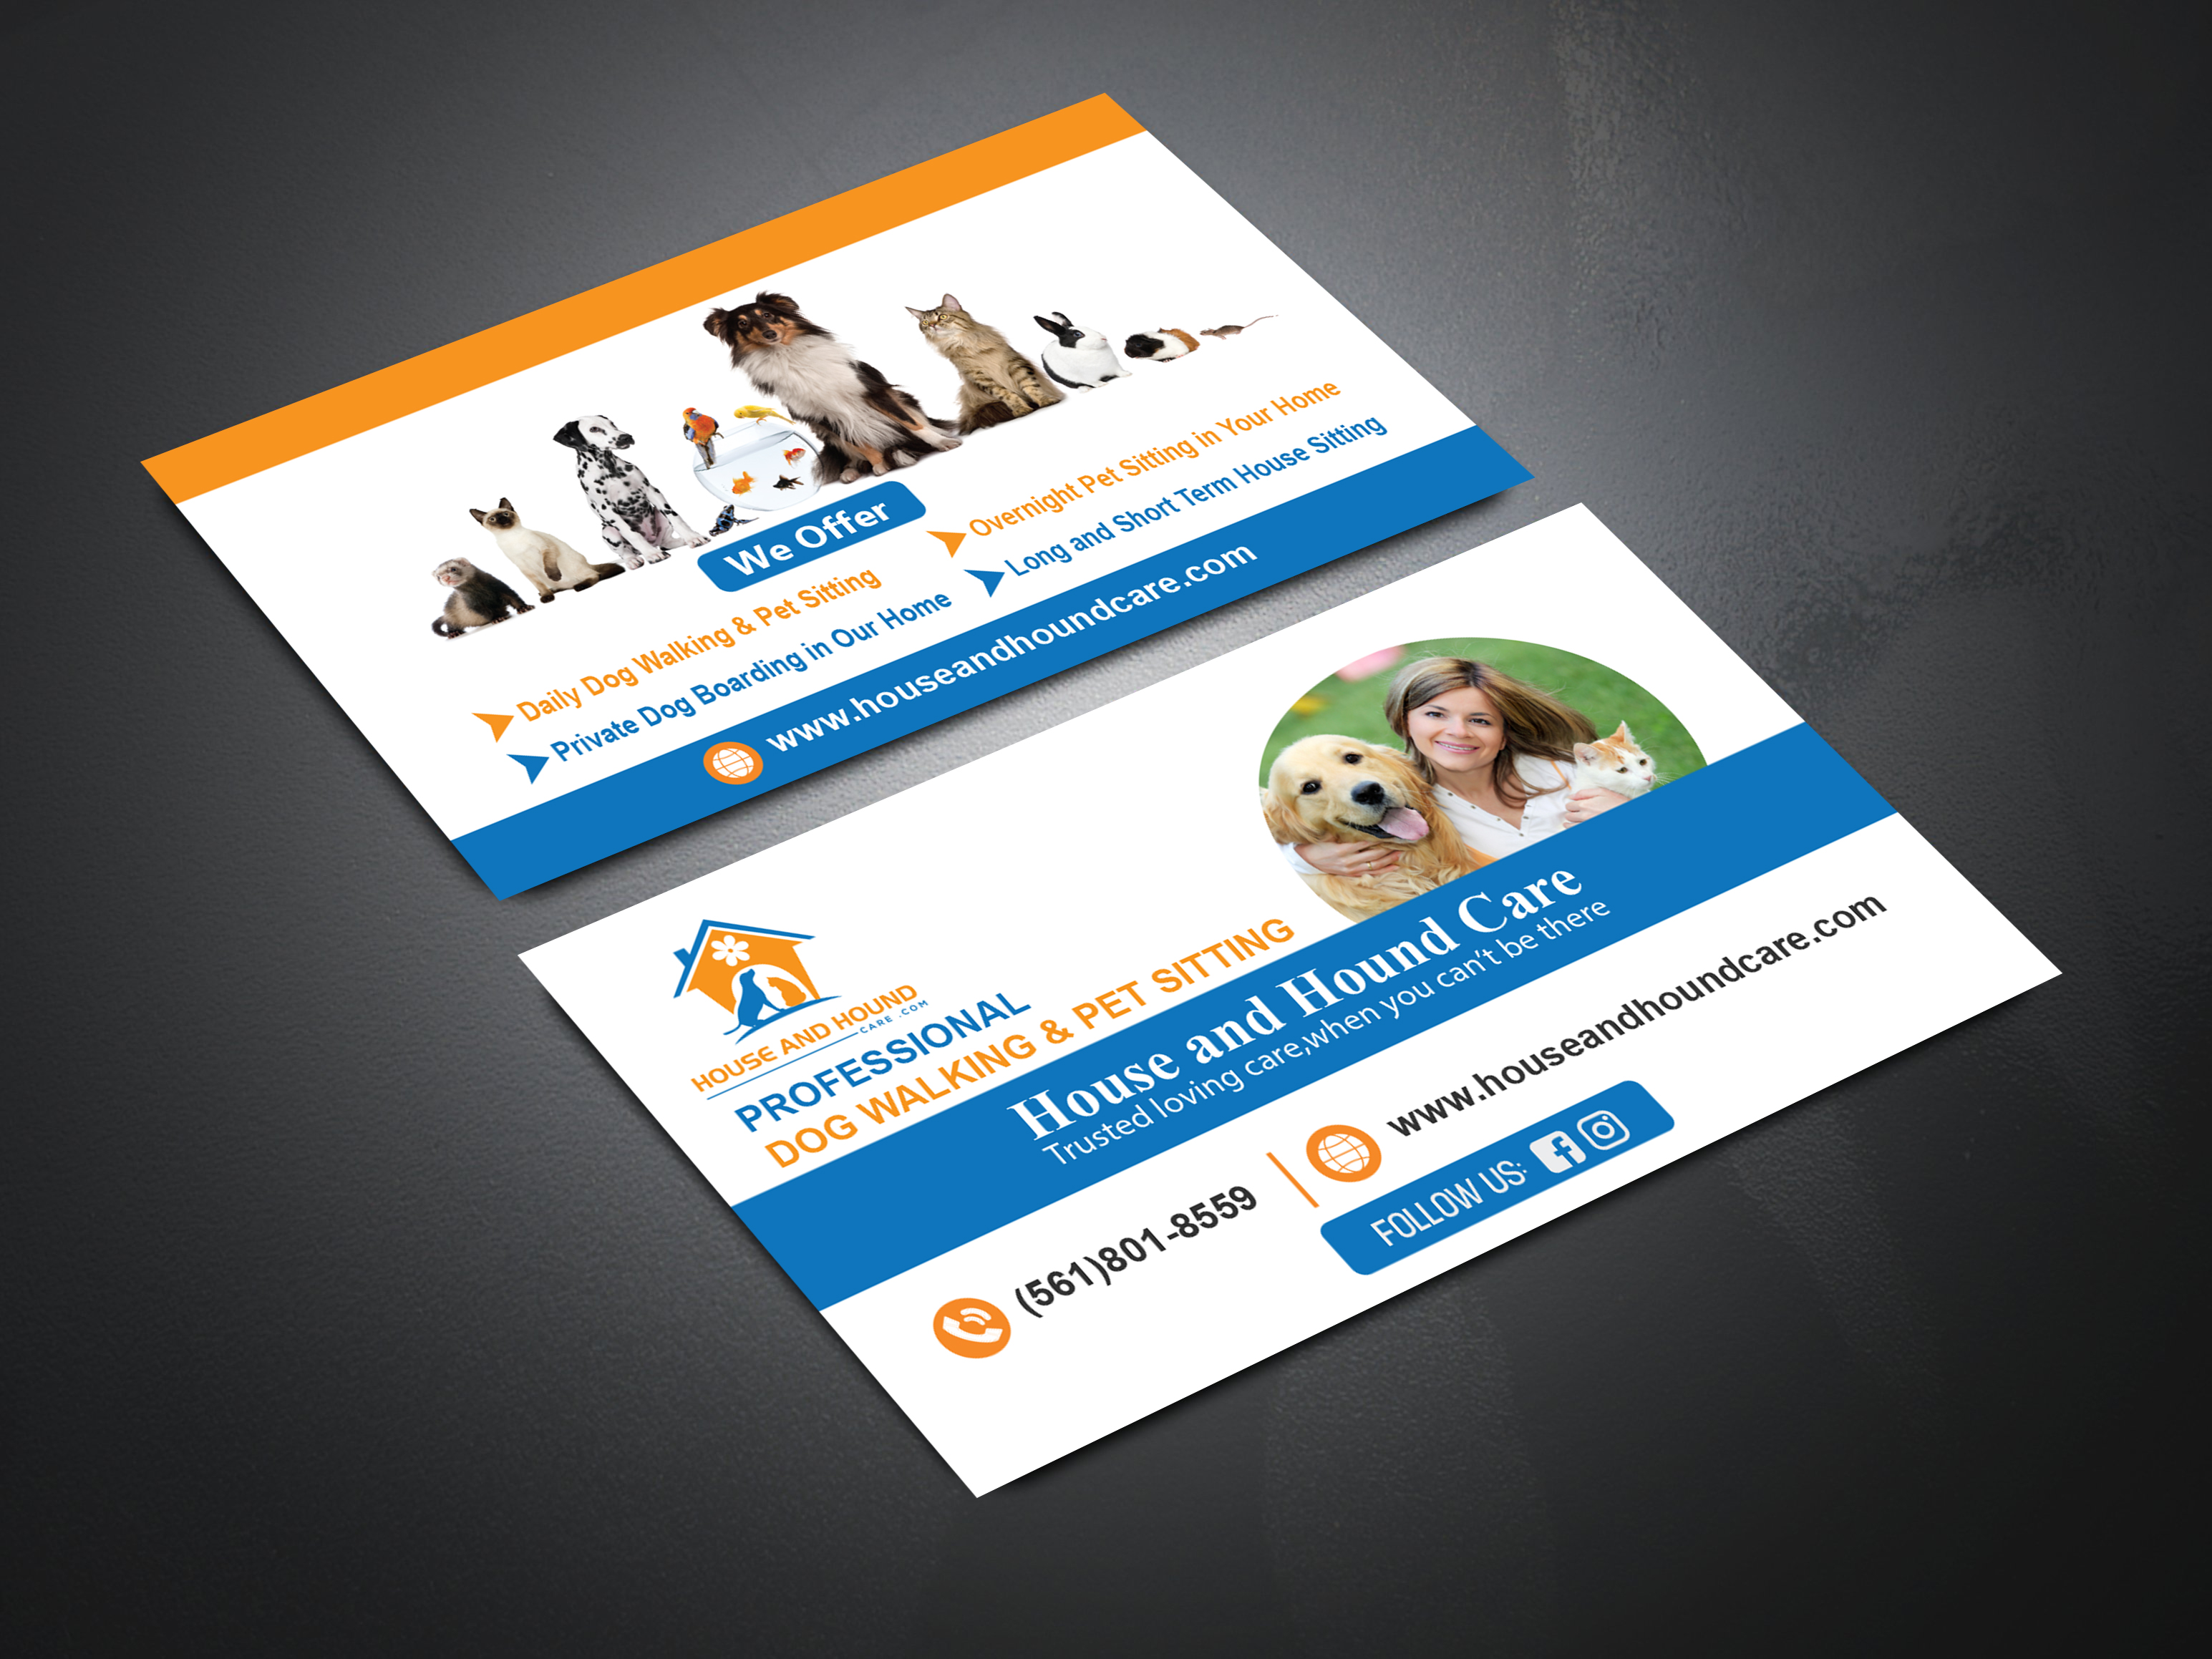 We Offer
Daily Dog Walking & Pet Sitting
Private Dog Boarding in Our Home
Overnight Pet Sitting in Your Home
Long and Short Term House Sitting
www.houseandhoundcare.com
HOUSE AND HOUND
CARE .COM
PROFESSIONAL
DOG WALKING & PET SITTING
House and Hound Care
Trusted loving care,when you can't be there
(561)801-8559
www.houseandhoundcare.com
FOLLOW US: